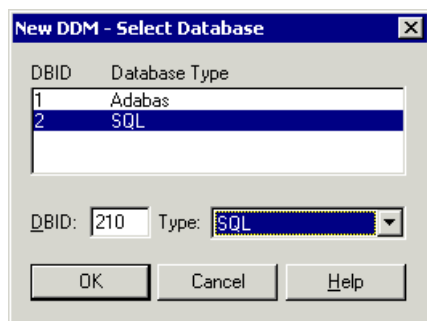 New DDM - Select Database
DBID Database Type
1 Adabas
2 SQL
DBID: 210 Type: SQL
OK Cancel Help